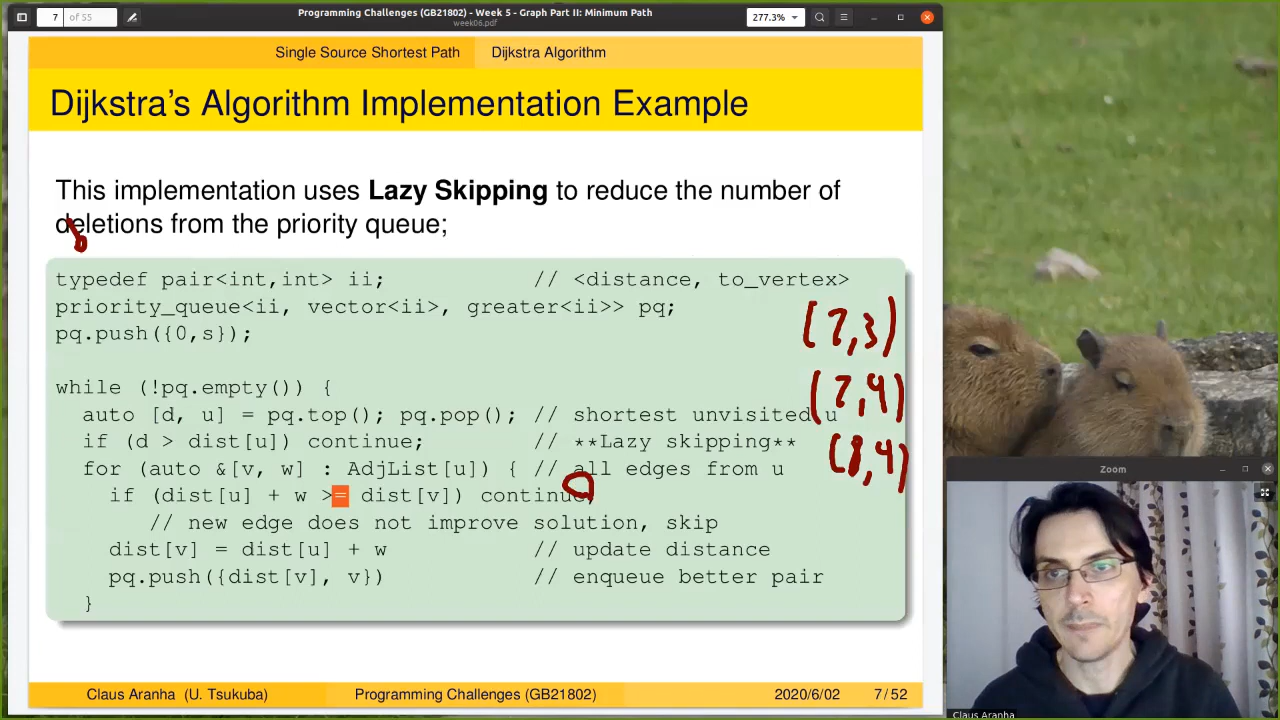 7 of 55
Programming Challenges (GB21802) - Week 5 - Graph Part II: Minimum Path
week06.pdf
277.3%
Single Source Shortest Path Dijkstra Algorithm
Dijkstra's Algorithm Implementation Example
This implementation uses Lazy Skipping to reduce the number of
deletions from the priority queue;
typedef pair<int,int> ii; // <distance, to_vertex>
priority_queue<ii, vector<ii>, greater<ii>> pq;
pq.push({0,s});
(7,3)
while (!pq.empty()) {
(7,4)
auto [d, u] = pq.top(); pq.pop(); // shortest unvisited u
if (d > dist[u]) continue; // **Lazy skipping**
(8,4)
for (auto &[v, w] : AdjList[u]) { // all edges from u
if (dist[u] + w >= dist[v]) continue;
// new edge does not improve solution, skip
dist[v] = dist[u] + w // update distance
pq.push({dist[v], v}) // enqueue better pair
}
Claus Aranha (U. Tsukuba) Programming Challenges (GB21802) 2020/6/02 7 / 52
Zoom
Claus Aranha